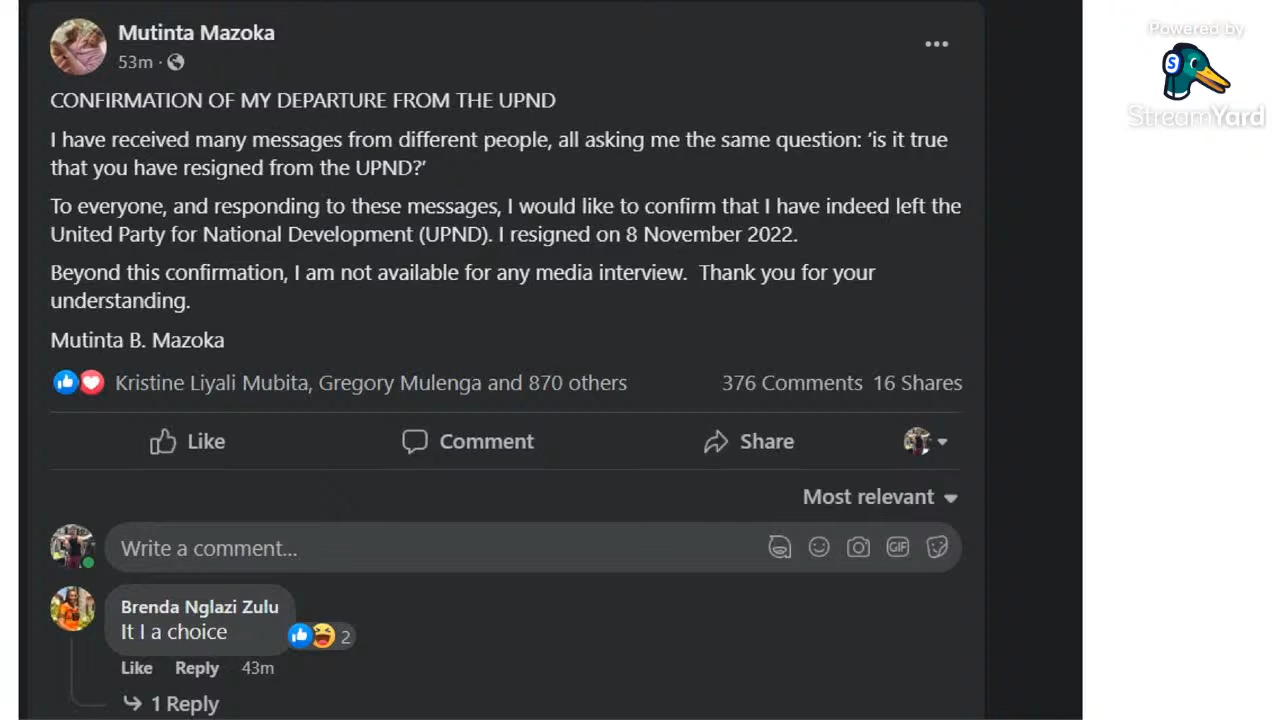 Mutinta Mazoka
53m ·
CONFIRMATION OF MY DEPARTURE FROM THE UPND
I have received many messages from different people, all asking me the same question: ‘is it true
that you have resigned from the UPND?’
To everyone, and responding to these messages, I would like to confirm that I have indeed left the
United Party for National Development (UPND). I resigned on 8 November 2022.
Beyond this confirmation, I am not available for any media interview.  Thank you for your
understanding.
Mutinta B. Mazoka
Kristine Liyali Mubita, Gregory Mulenga and 870 others 376 Comments 16 Shares
Like Comment Share
Most relevant
Write a comment...
GIF
Brenda Nglazi Zulu
It I a choice
2
Like Reply 43m
1 Reply
Powered by
S
StreamYard